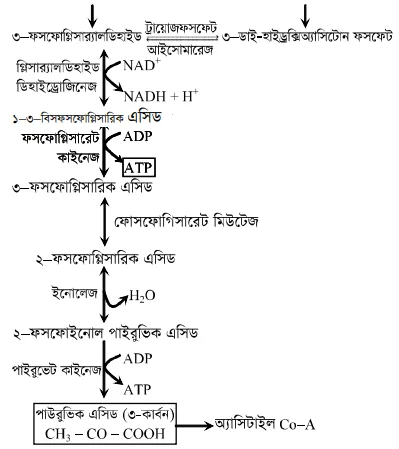 ট্রায়োজফসফেট
৩–ফসফোগ্লিসার‍্যালডিহাইড ৩–ডাই–হাইড্রক্সিঅ্যাসিটোন ফসফেট
আইসোমারেজ
গ্লিসার‍্যালডিহাইড NAD⁺
ডিহাইড্রোজিনেজ NADH + H⁺
১-৩–বিসফসফোগ্লিসারিক এসিড
ফসফোগ্লিসারেট ADP
কাইনেজ ATP
৩–ফসফোগ্লিসারিক এসিড
ফোসফোগিসারেট মিউটেজ
২–ফসফোগ্লিসারিক এসিড
ইনোলেজ H₂O
২–ফসফোইনোল পাইরুভিক এসিড
ADP
পাইরুভেট কাইনেজ
ATP
পাউরুভিক এসিড (৩–কার্বন) অ্যাসিটাইল Co–A
CH₃ – CO – COOH